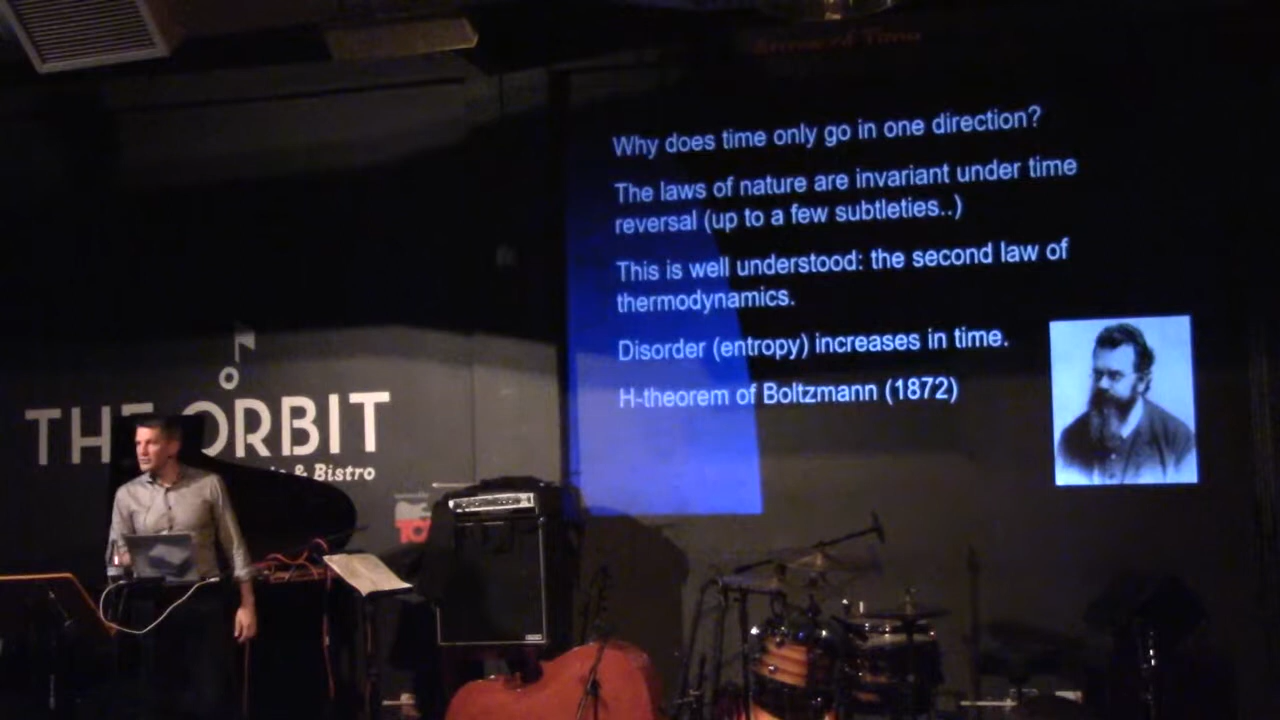 Why does time only go in one direction?
The laws of nature are invariant under time
reversal (up to a few subtleties..)
This is well understood: the second law of
thermodynamics.
Disorder (entropy) increases in time.
H-theorem of Boltzmann (1872)
THE ORBIT
& Bistro